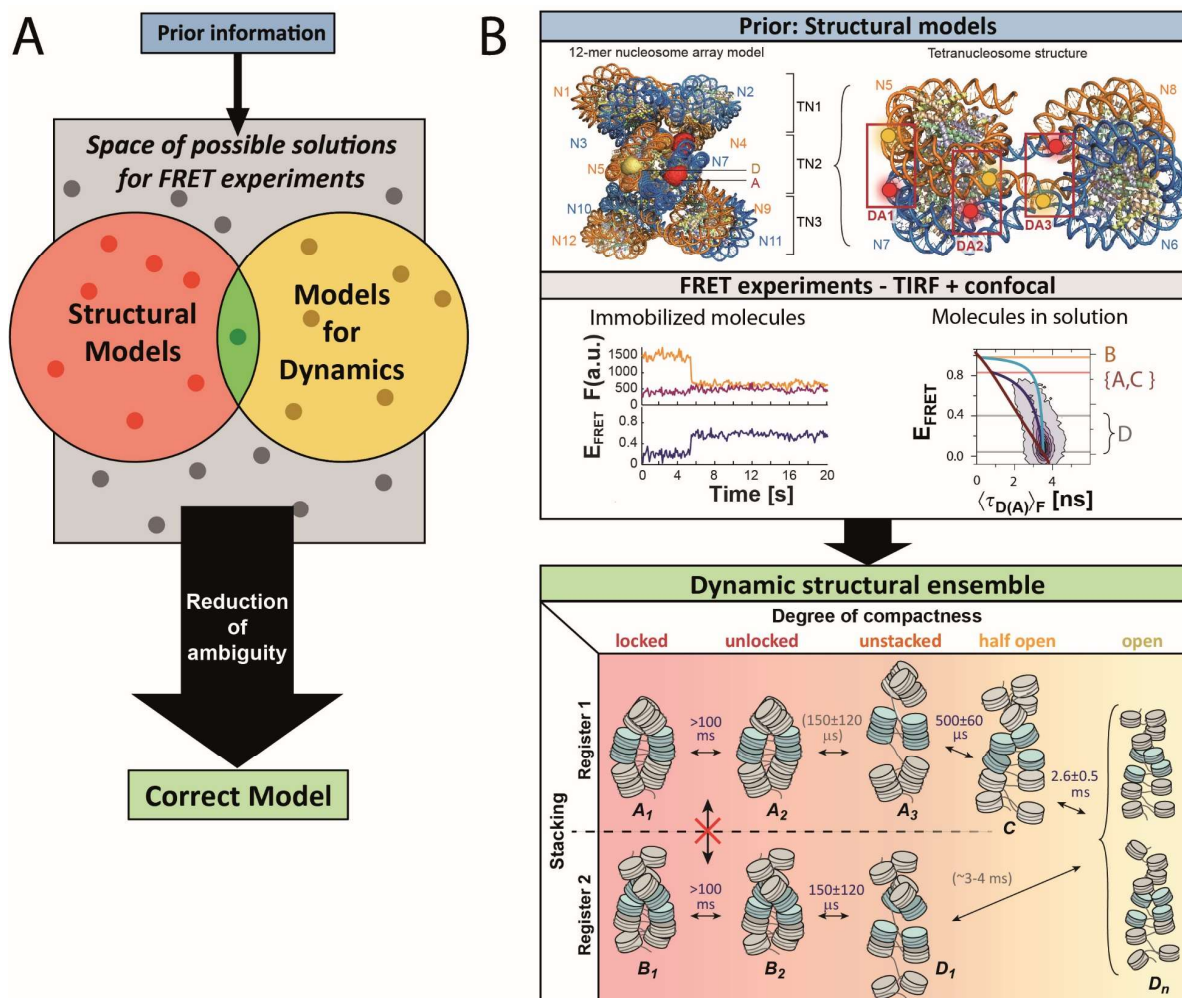 A
Prior information
Space of possible solutions
for FRET experiments
Structural
Models
Models
for
Dynamics
Reduction
of
ambiguity
Correct Model
B
Prior: Structural models
12-mer nucleosome array model
Tetranucleosome structure
N1
N2
N3
N4
N5
N7
N10
N9
N12
N11
D
A
TN1
TN2
TN3
N5
N8
N7
N6
DA1
DA2
DA3
FRET experiments - TIRF + confocal
Immobilized molecules
F(a.u.)
1500
1000
500
0
EFRET
0.8
0.4
0
0 4 8 12 16 20
Time [s]
Molecules in solution
EFRET
0.8
0.4
0.0
0 2 4
⟨τD(A)⟩F [ns]
B
{A,C }
D
Dynamic structural ensemble
Degree of compactness
locked unlocked unstacked half open open
Stacking
Register 1
>100
ms
(150±120
µs)
500±60
µs
2.6±0.5
ms
A1
A2
A3
C
Register 2
>100
ms
150±120
µs
(~3-4 ms)
B1
B2
D1
Dn